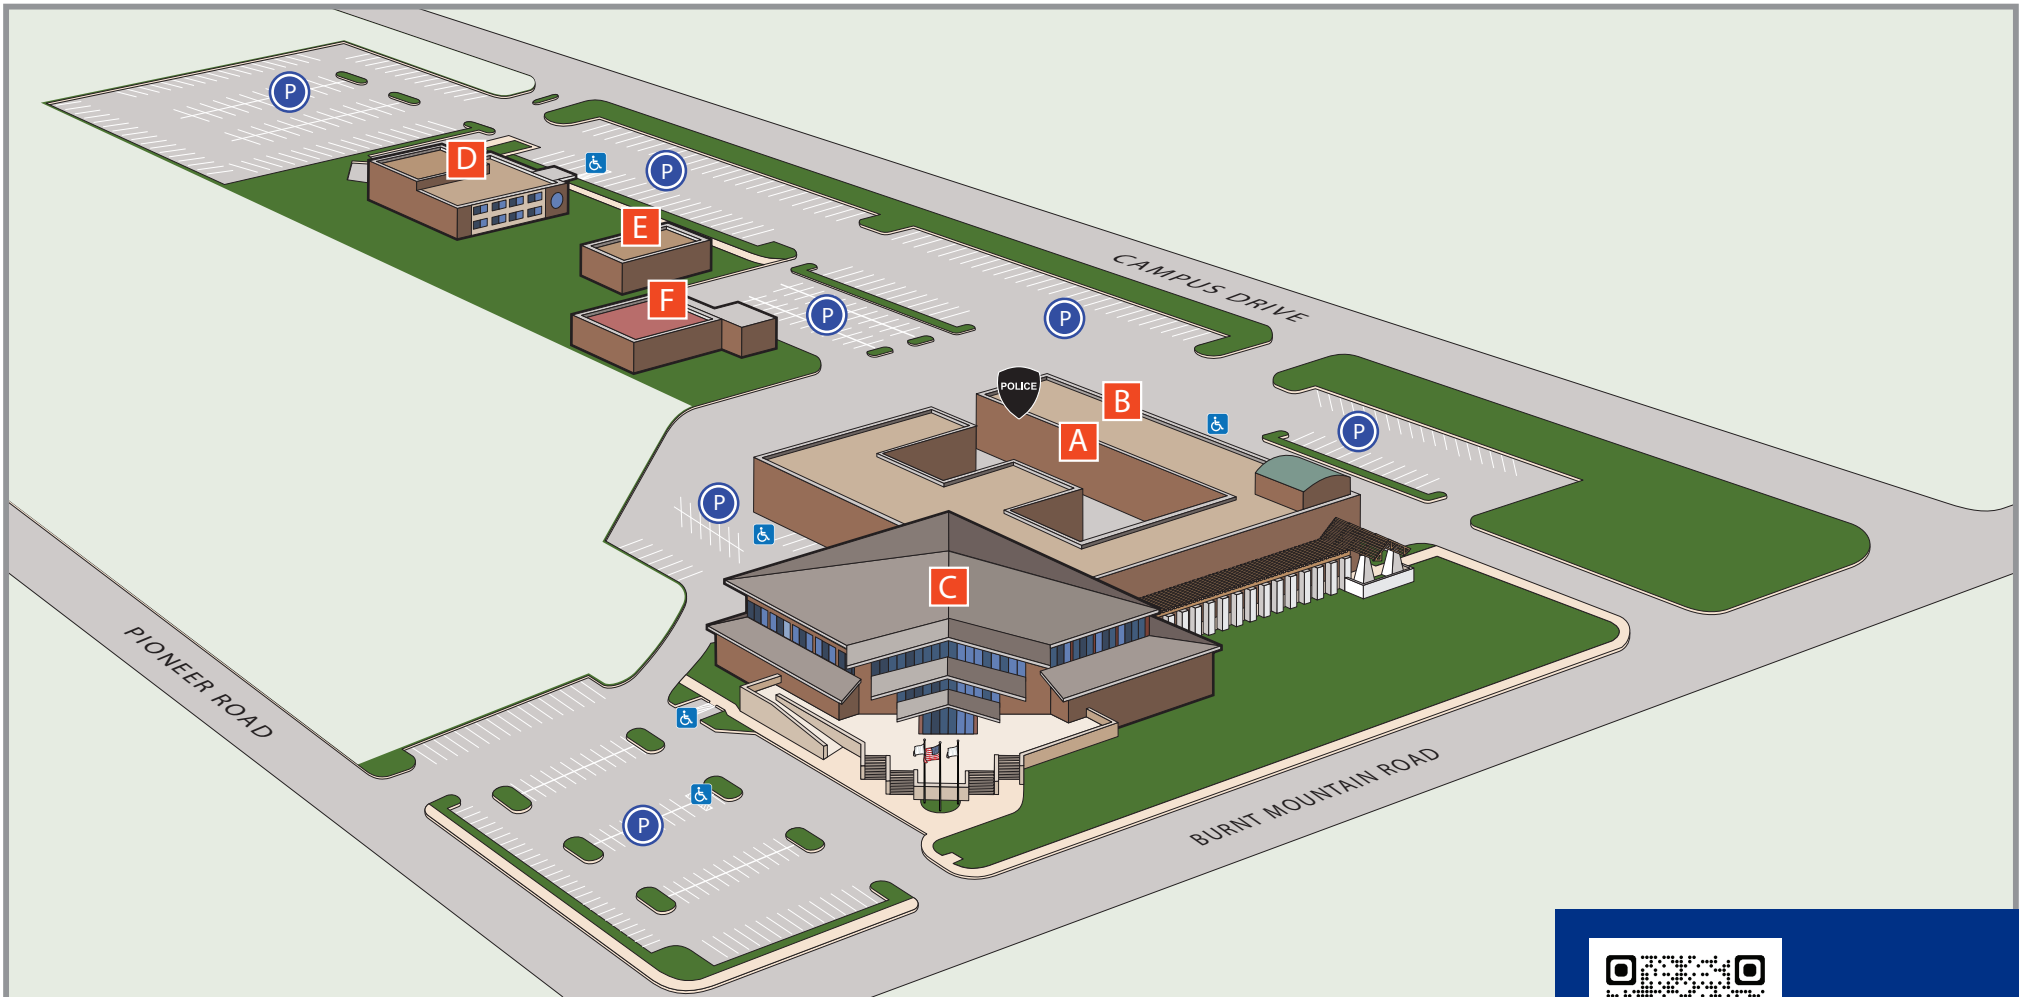 P
D
P
E
CAMPUS DRIVE
F
P
P
POLICE
B
A
P
P
C
PIONEER ROAD
BURNT MOUNTAIN ROAD
P